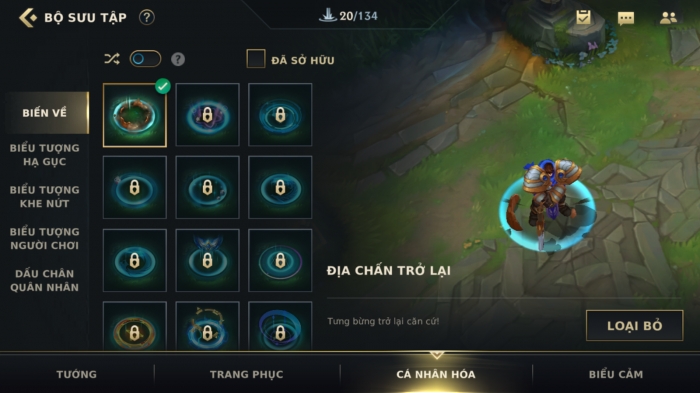 BỘ SƯU TẬP ?
20/134
? ĐÃ SỞ HỮU
BIẾN VỀ
BIỂU TƯỢNG
HẠ GỤC
BIỂU TƯỢNG
KHE NỨT
BIỂU TƯỢNG
NGƯỜI CHƠI
DẤU CHÂN
QUÂN NHÂN
ĐỊA CHẤN TRỞ LẠI
Tưng bừng trở lại căn cứ!
LOẠI BỎ
TƯỚNG
TRANG PHỤC
CÁ NHÂN HÓA
BIỂU CẢM